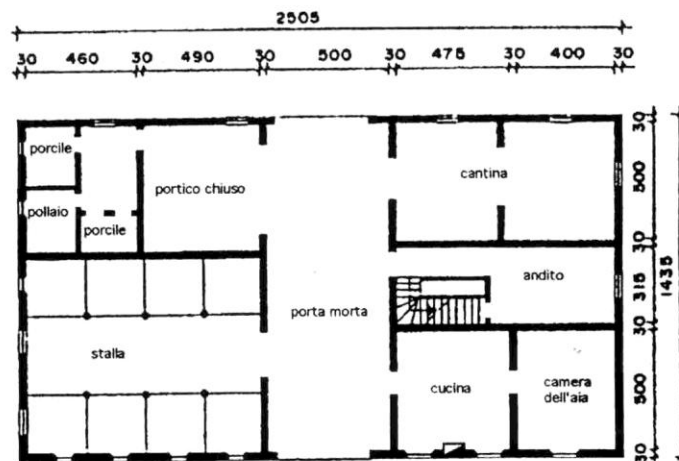 2505
30 460 30 490 30 500 30 475 30 400 30
porcile
pollaio
porcile
portico chiuso
cantina
andito
porta morta
stalla
cucina
camera
dell'aia
30
500
30
315
30
500
30
1435